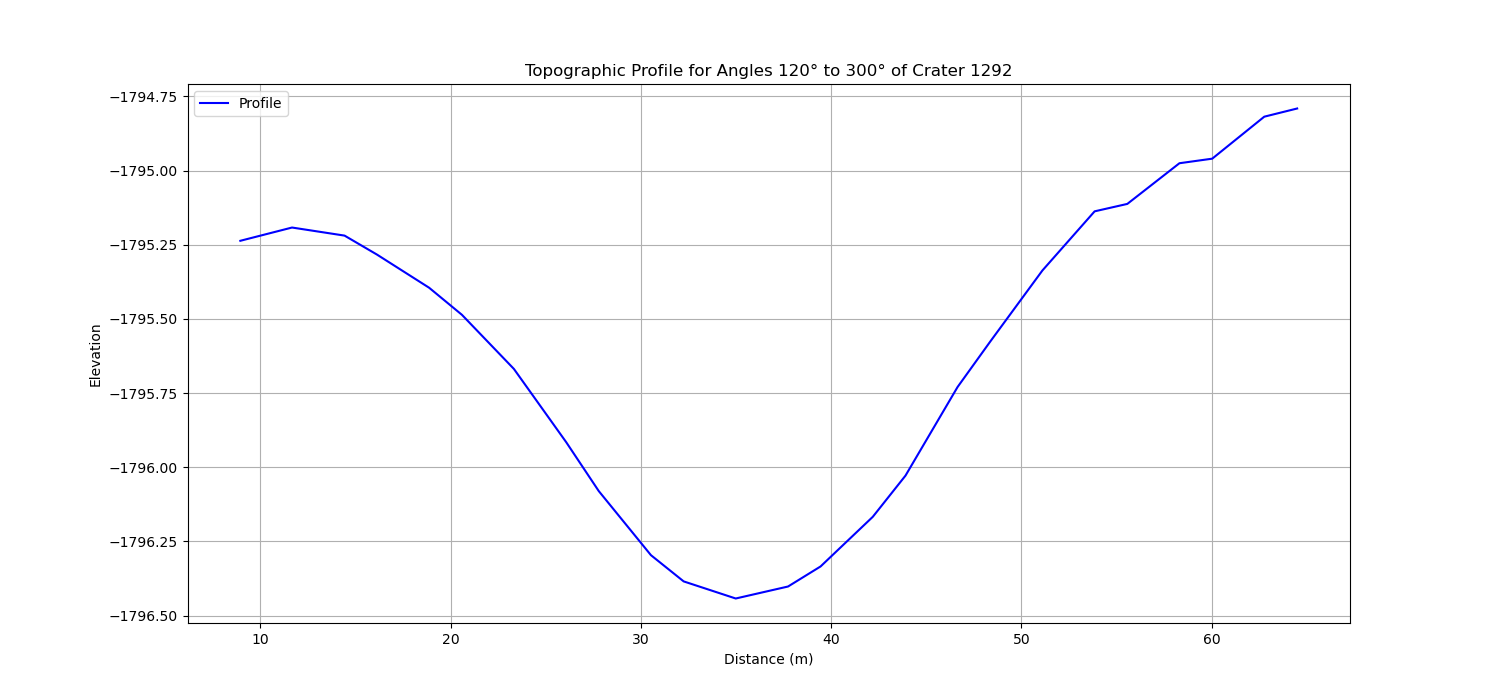 Topographic Profile for Angles 120° to 300° of Crater 1292
Profile
−1794.75
−1795.00
−1795.25
−1795.50
−1795.75
−1796.00
−1796.25
−1796.50
Elevation
10 20 30 40 50 60
Distance (m)